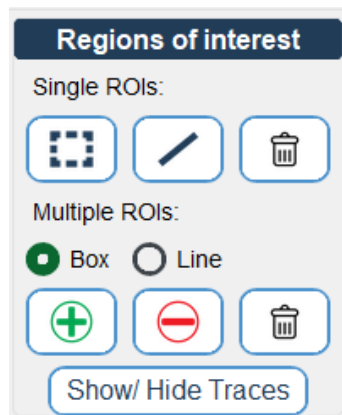 Regions of interest
Single ROIs:
Multiple ROIs:
Box Line
Show/ Hide Traces